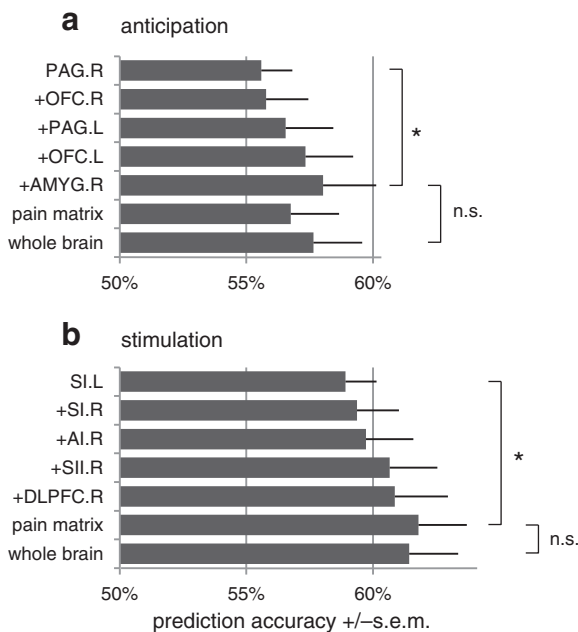 a anticipation
PAG.R
+OFC.R
+PAG.L
+OFC.L
+AMYG.R
pain matrix
whole brain
*
n.s.
50% 55% 60%
b stimulation
SI.L
+SI.R
+AI.R
+SII.R
+DLPFC.R
pain matrix
whole brain
*
n.s.
50% 55% 60%
prediction accuracy +/–s.e.m.